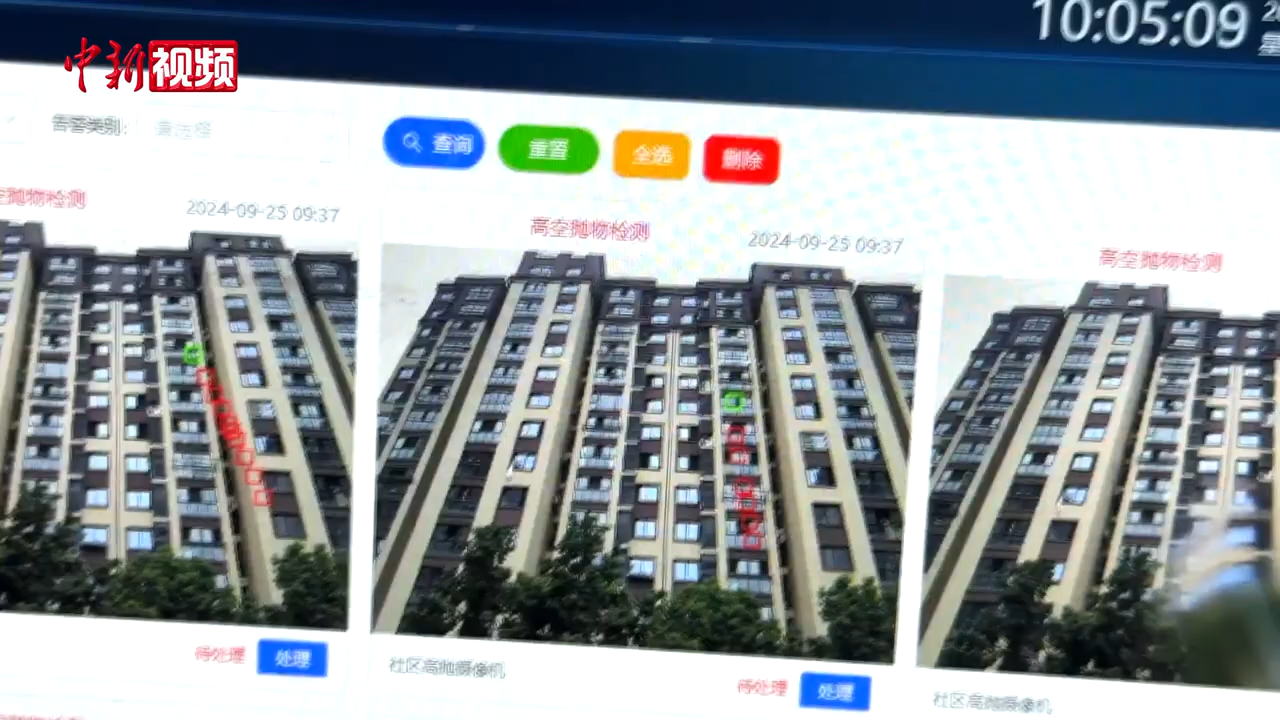 10:05:09
中新视频
告警类别: 请选择
查询
重置
全选
删除
空抛物检测
2024-09-25 09:37
高空抛物检测
2024-09-25 09:37
高空抛物检测
待处理
处理
社区高抛摄像机
待处理
处理
社区高抛摄像机